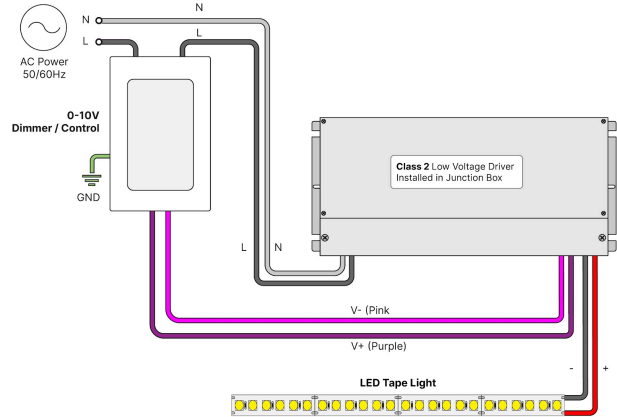 N
N
L
L
AC Power
50/60Hz
0-10V
Dimmer / Control
GND
Class 2 Low Voltage Driver
Installed in Junction Box
L
N
V- (Pink
V+ (Purple)
-
+
LED Tape Light